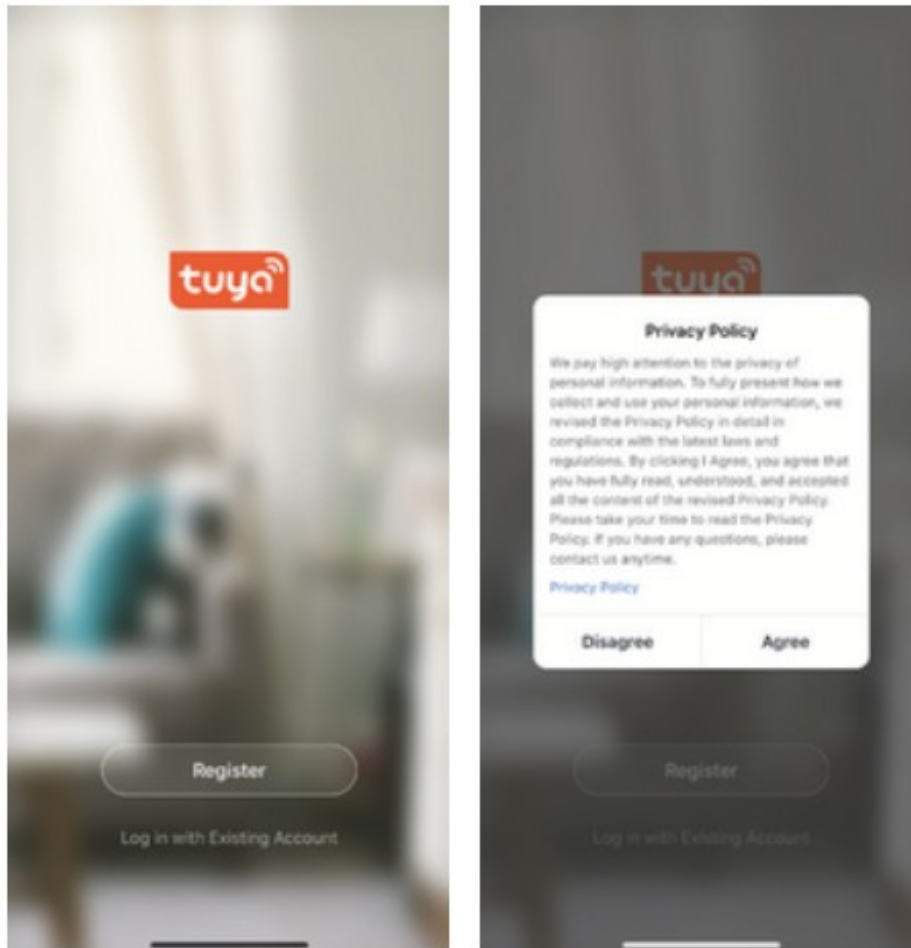 tuya
Register
Log in with Existing Account
tuya
Privacy Policy
We pay high attention to the privacy of
personal information. To fully present how we
collect and use your personal information, we
revised the Privacy Policy in detail in
compliance with the latest laws and
regulations. By clicking I Agree, you agree that
you have fully read, understood, and accepted
all the content of the revised Privacy Policy.
Please take your time to read the Privacy
Policy. If you have any questions, please
contact us anytime.
Privacy Policy
Disagree
Agree
Register
Log in with Existing Account